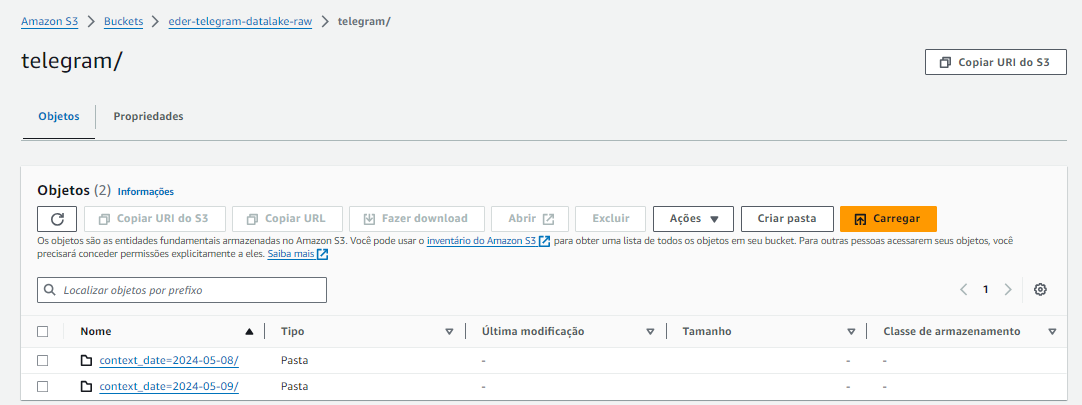 Amazon S3 > Buckets > eder-telegram-datalake-raw > telegram/
telegram/
Copiar URI do S3
Objetos
Propriedades
Objetos (2) Informações
Copiar URI do S3
Copiar URL
Fazer download
Abrir
Excluir
Ações
Criar pasta
Carregar
Os objetos são as entidades fundamentais armazenadas no Amazon S3. Você pode usar o inventário do Amazon S3 para obter uma lista de todos os objetos em seu bucket. Para outras pessoas acessarem seus objetos, você
precisará conceder permissões explicitamente a eles. Saiba mais
Localizar objetos por prefixo
1
Nome Tipo Última modificação Tamanho Classe de armazenamento
context_date=2024-05-08/ Pasta - - -
context_date=2024-05-09/ Pasta - - -